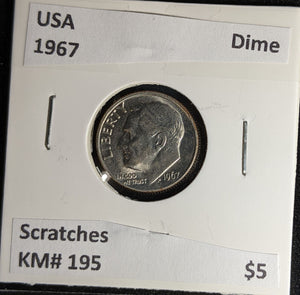 USA
1967 Dime
LIBERTY
IN GOD
WE TRUST
1967
Scratches
KM# 195 $5